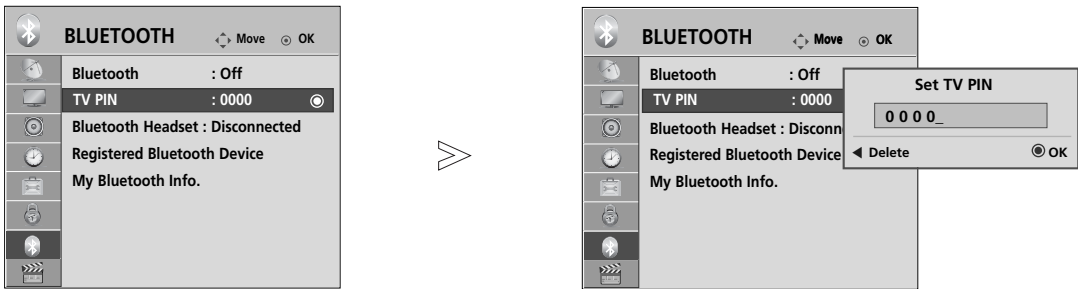 BLUETOOTH Move OK
Bluetooth : Off
TV PIN : 0000
Bluetooth Headset : Disconnected
Registered Bluetooth Device
My Bluetooth Info.
BLUETOOTH Move OK
Bluetooth : Off
TV PIN : 0000
Bluetooth Headset : Disconn
Registered Bluetooth Device
My Bluetooth Info.
Set TV PIN
0 0 0 0_
Delete OK